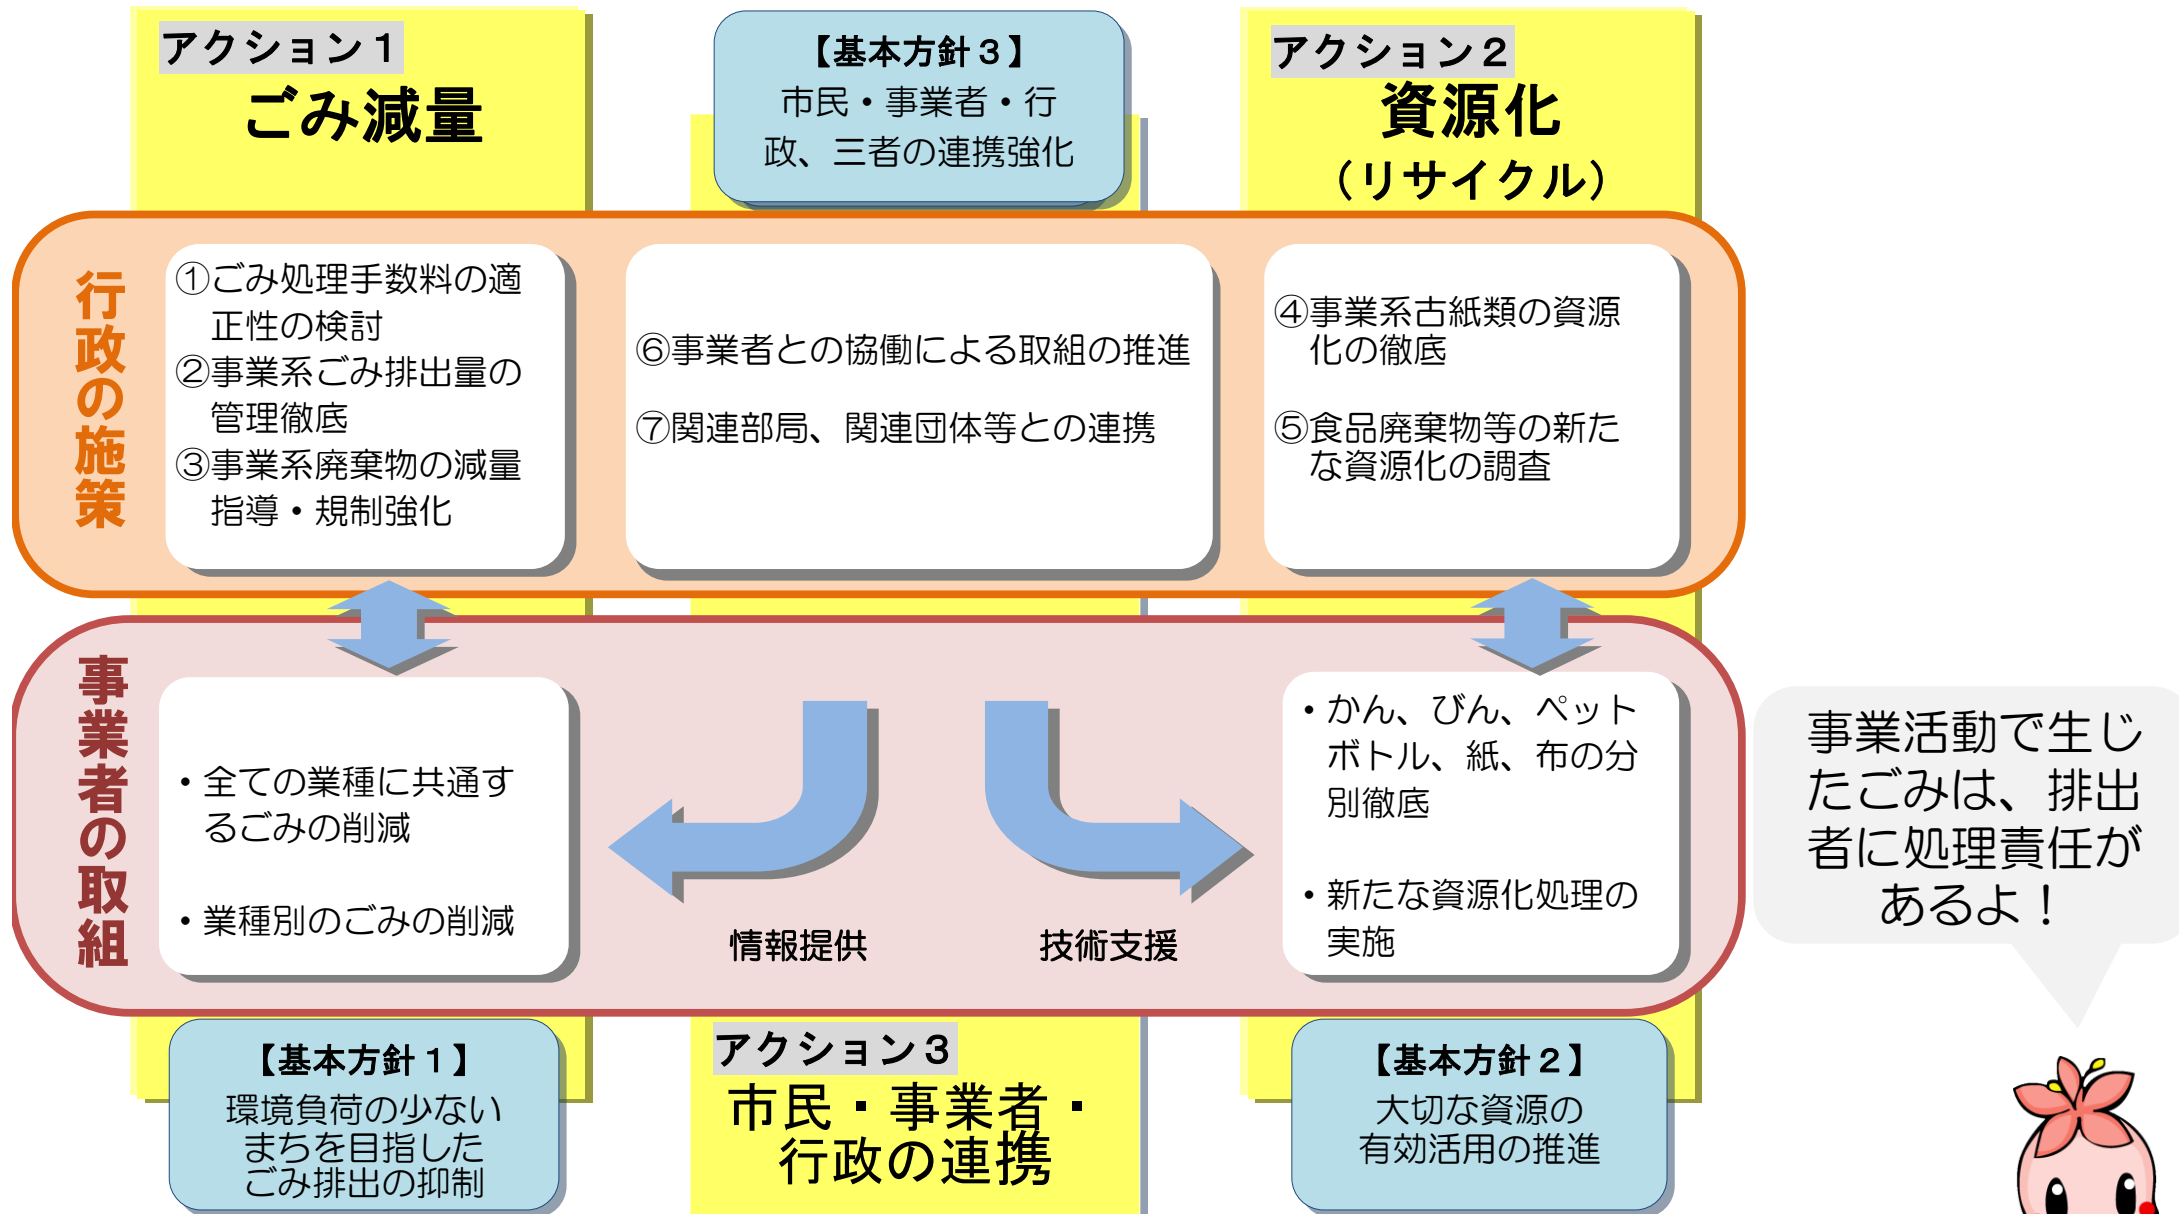 アクション１
ごみ減量
【基本方針３】
市民・事業者・行
政、三者の連携強化
アクション２
資源化
（リサイクル）
行政の施策
①ごみ処理手数料の適
正性の検討
②事業系ごみ排出量の
管理徹底
③事業系廃棄物の減量
指導・規制強化
⑥事業者との協働による取組の推進
⑦関連部局、関連団体等との連携
④事業系古紙類の資源
化の徹底
⑤食品廃棄物等の新た
な資源化の調査
事業者の取組
・全ての業種に共通す
るごみの削減
・業種別のごみの削減
情報提供
技術支援
・かん、びん、ペット
ボトル、紙、布の分
別徹底
・新たな資源化処理の
実施
事業活動で生じ
たごみは、排出
者に処理責任が
あるよ！
【基本方針１】
環境負荷の少ない
まちを目指した
ごみ排出の抑制
アクション３
市民・事業者・
行政の連携
【基本方針２】
大切な資源の
有効活用の推進